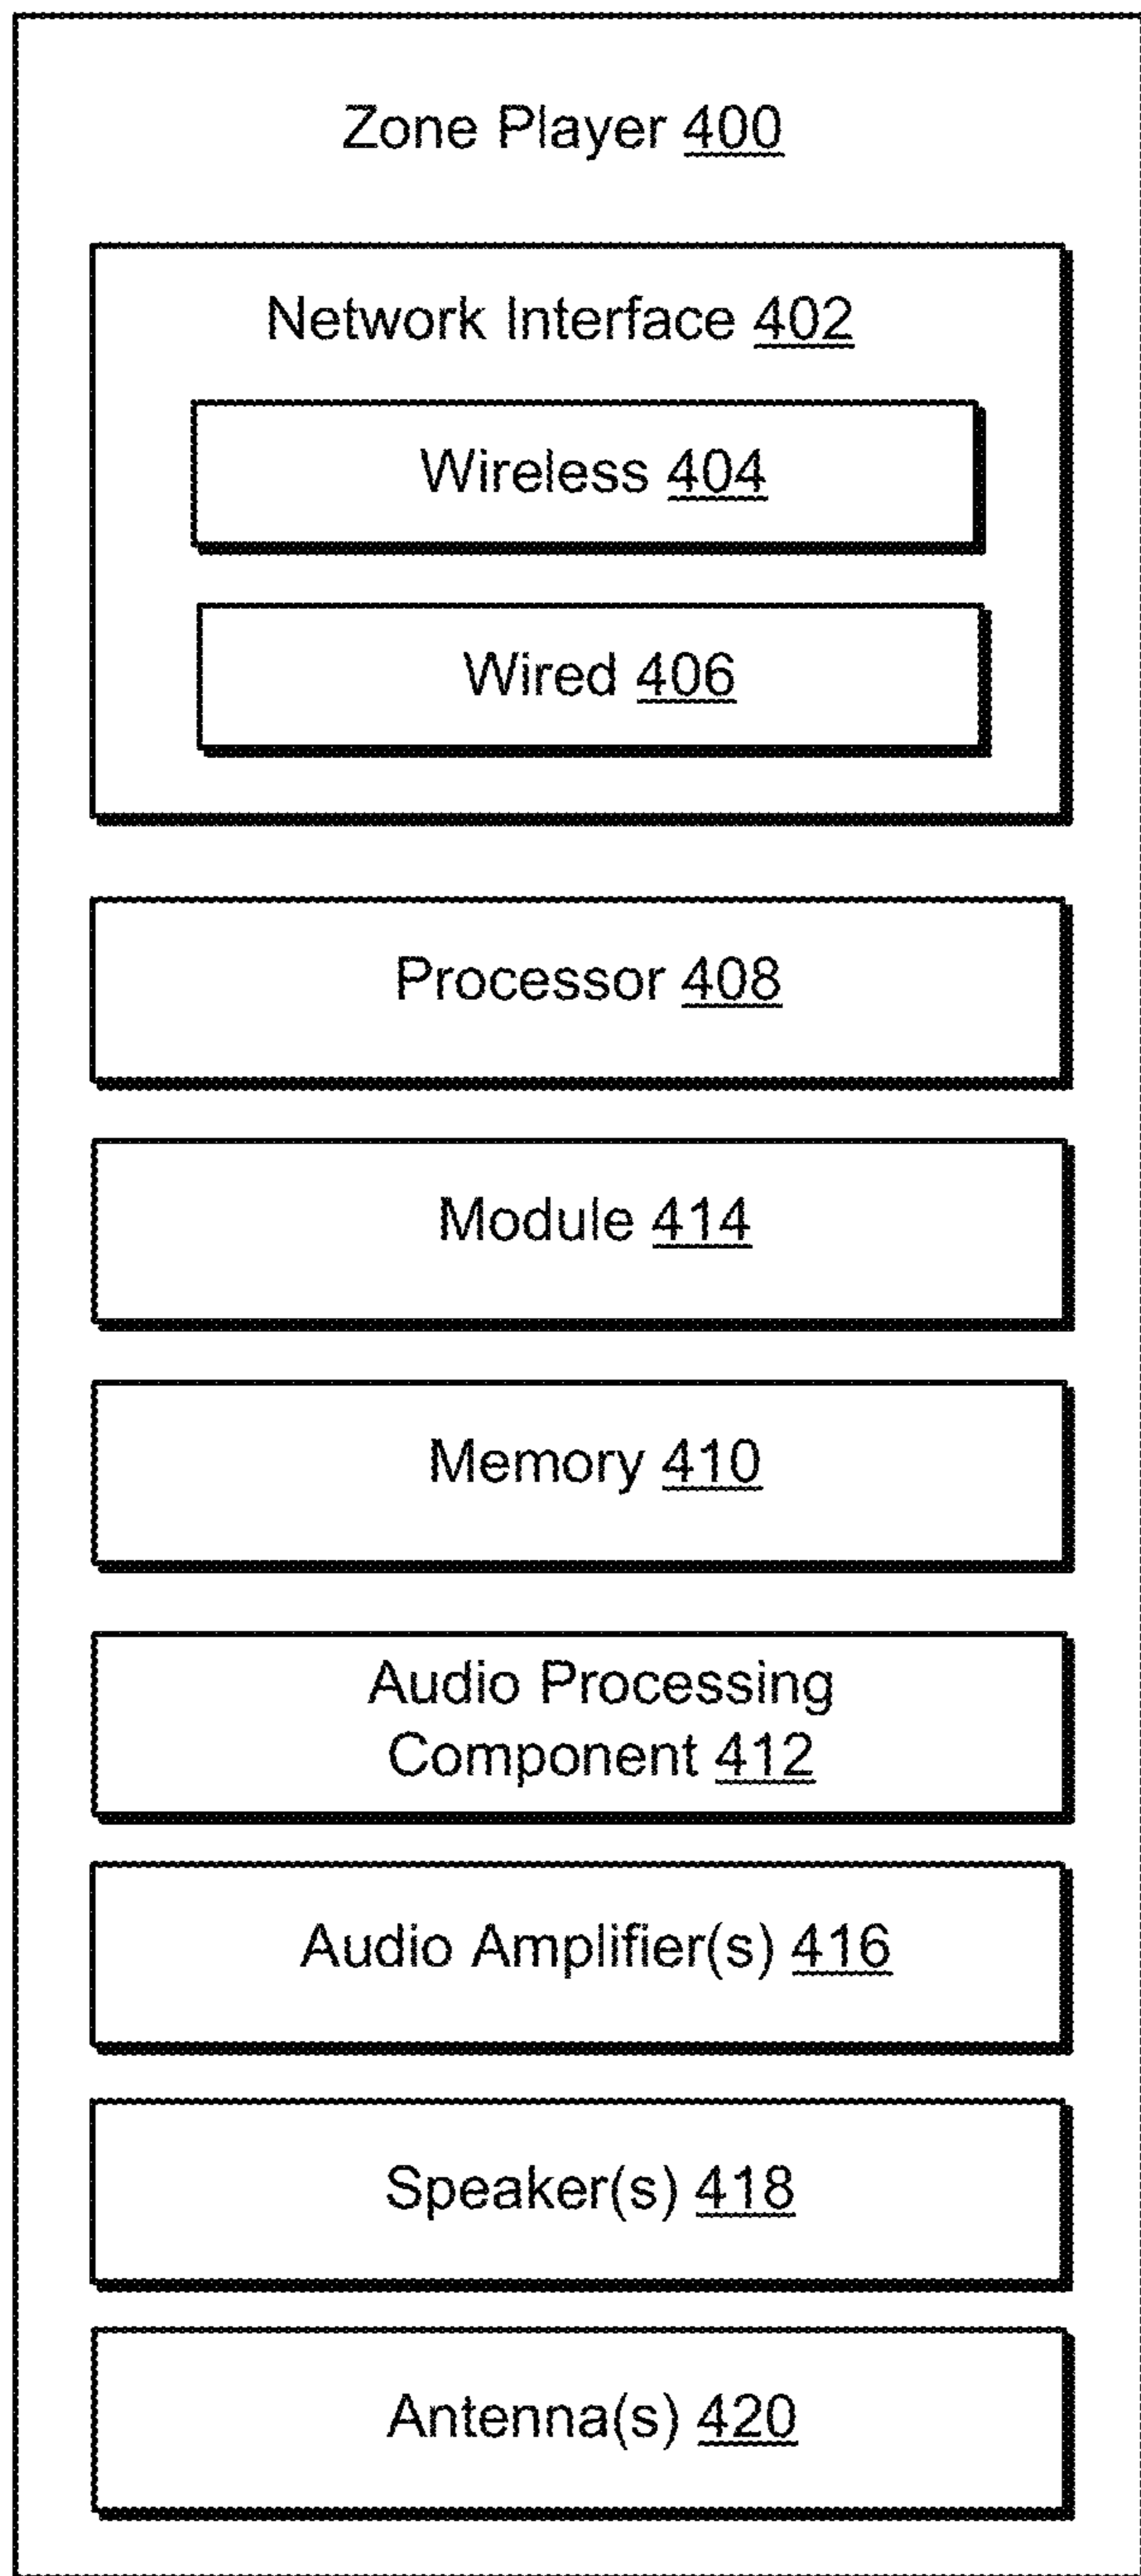 Zone Player 400
Network Interface 402
Wireless 404
Wired 406
Processor 408
Module 414
Memory 410
Audio Processing
Component 412
Audio Amplifier(s) 416
Speaker(s) 418
Antenna(s) 420